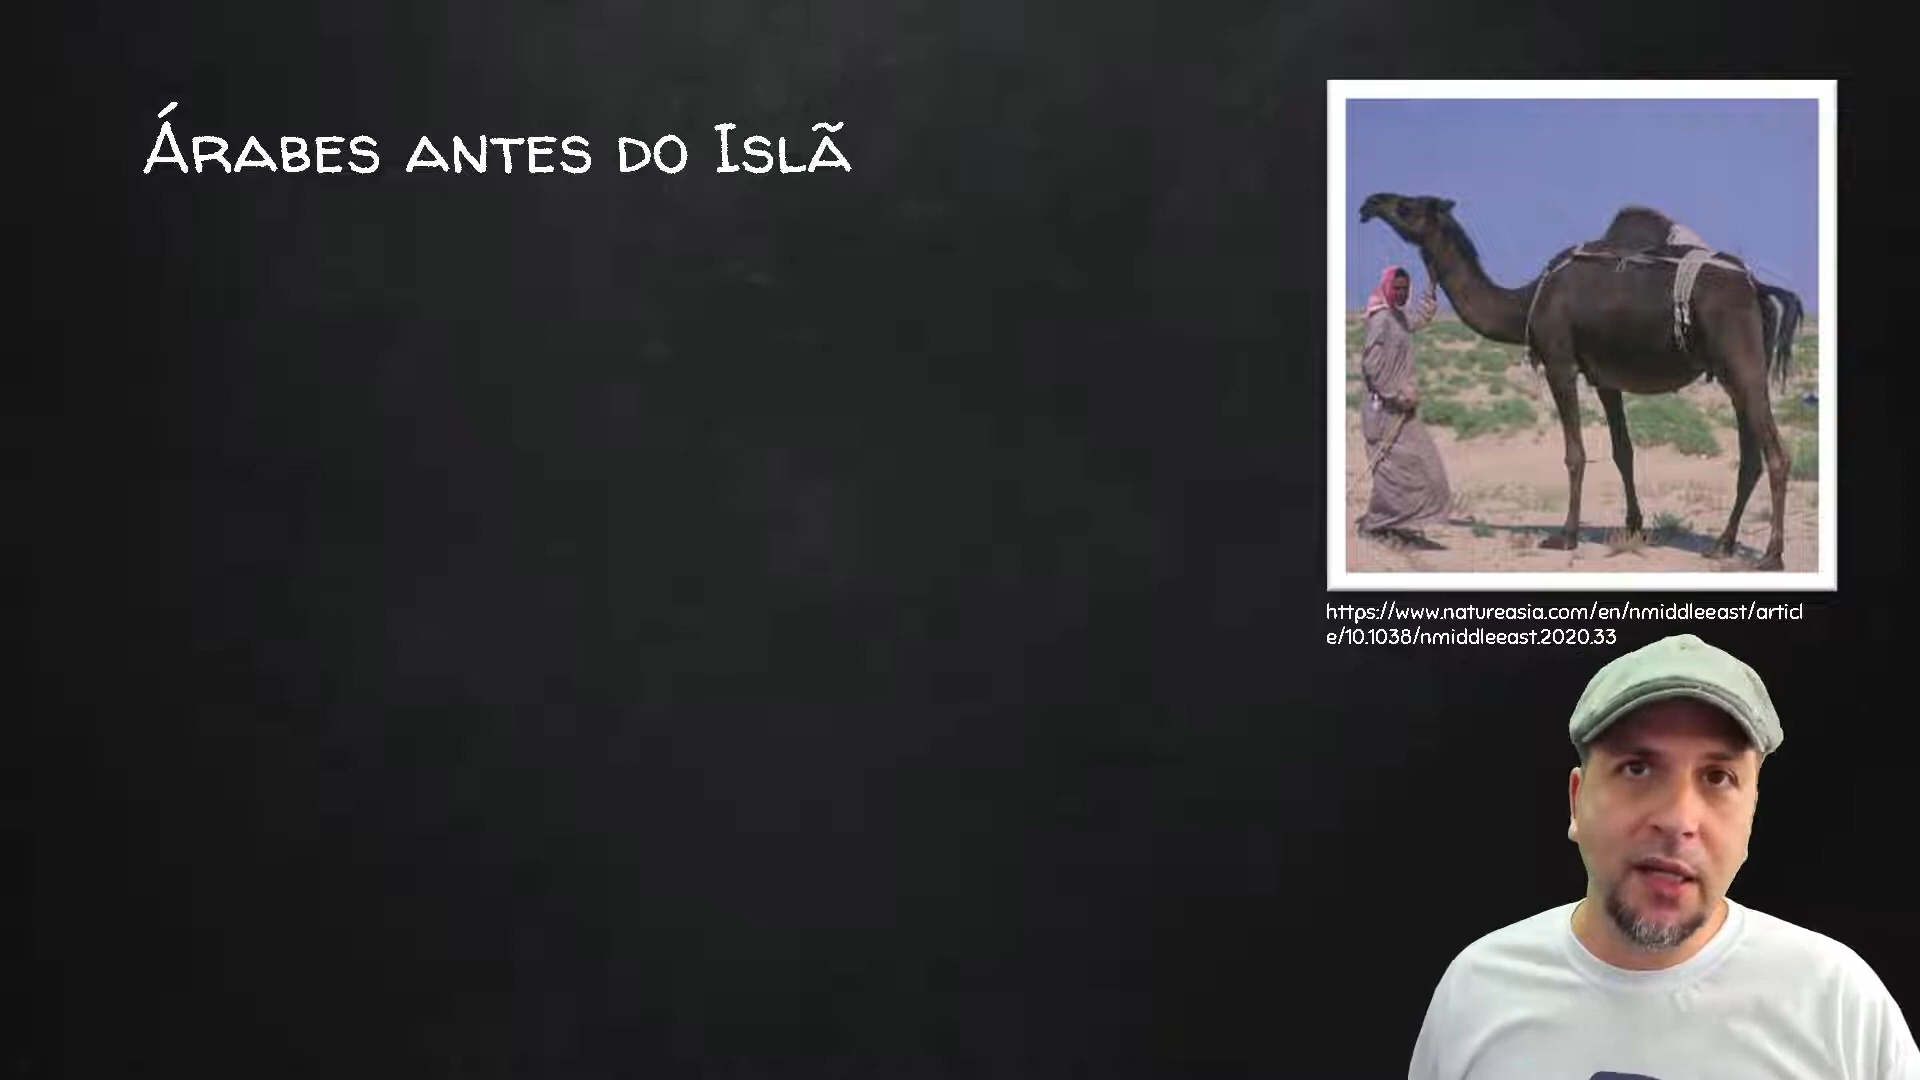 Árabes antes do Islã
https://www.natureasia.com/en/nmiddleeast/articl
e/10.1038/nmiddleeast.2020.33